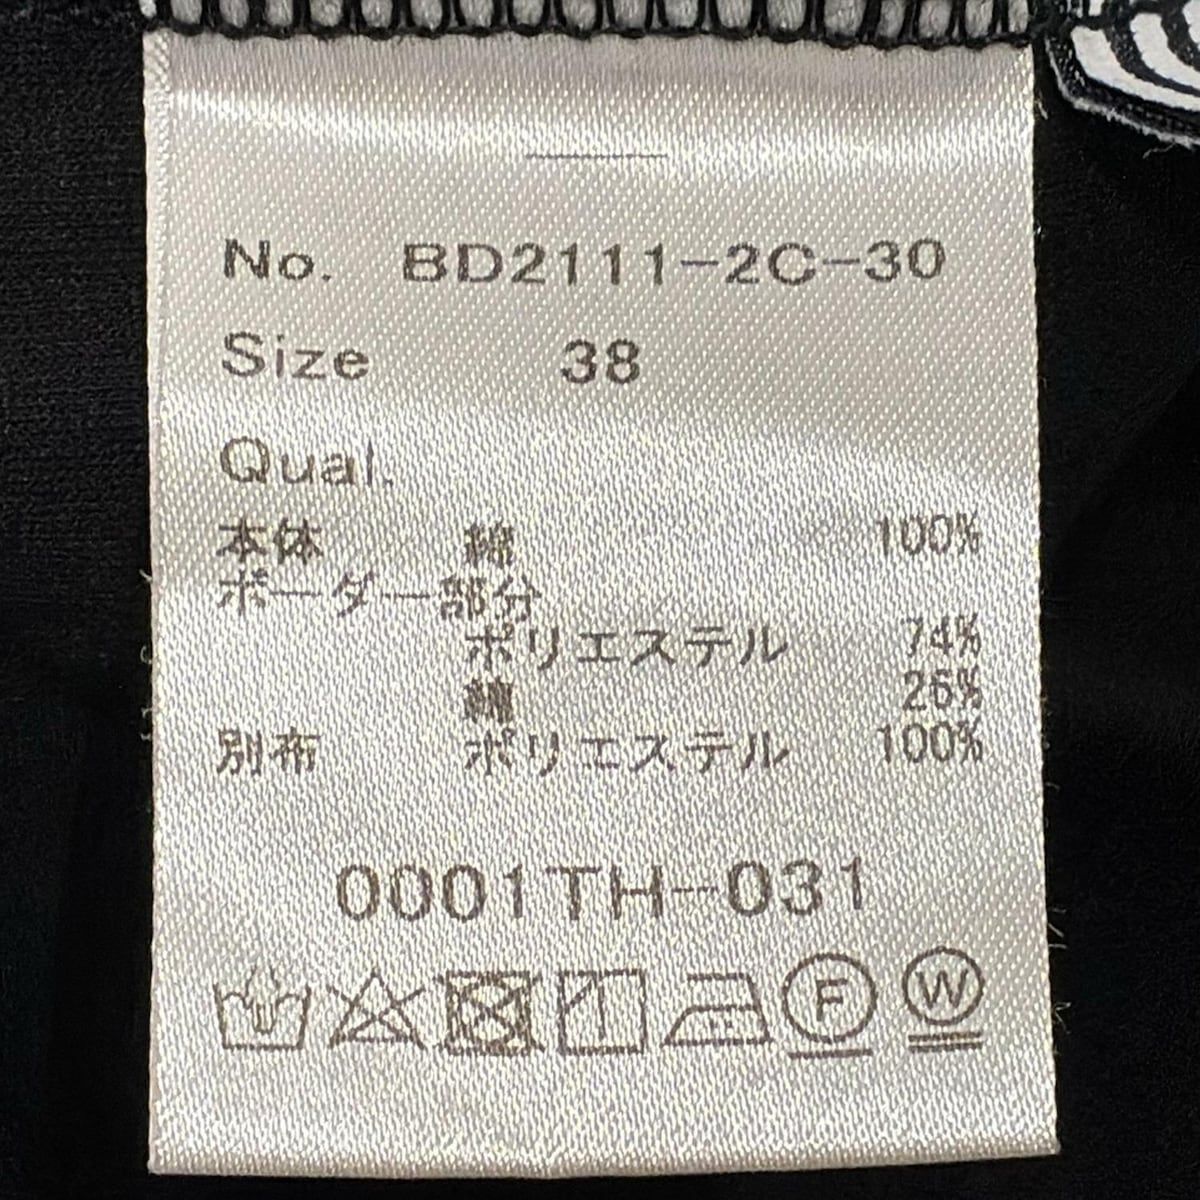 No. BD2111-2C-30
Size 38
Qual.
本体 綿 100%
ボーダー部分
ポリエステル 74%
綿 26%
別布 ポリエステル 100%
0001TH-031
F W